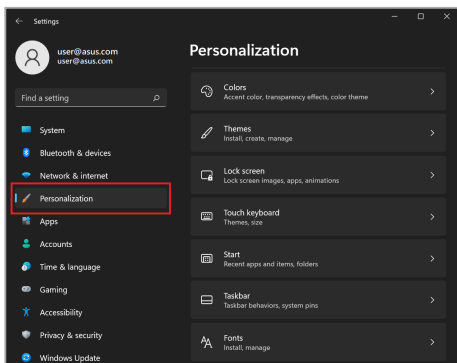 Settings
user@asus.com
user@asus.com
Find a setting
System
Bluetooth & devices
Network & internet
Personalization
Apps
Accounts
Time & language
Gaming
Accessibility
Privacy & security
Windows Update
Personalization
Colors
Accent color, transparency effects, color theme
Themes
Install, create, manage
Lock screen
Lock screen images, apps, animations
Touch keyboard
Themes, size
Start
Recent apps and items, folders
Taskbar
Taskbar behaviors, system pins
Fonts
Install, manage